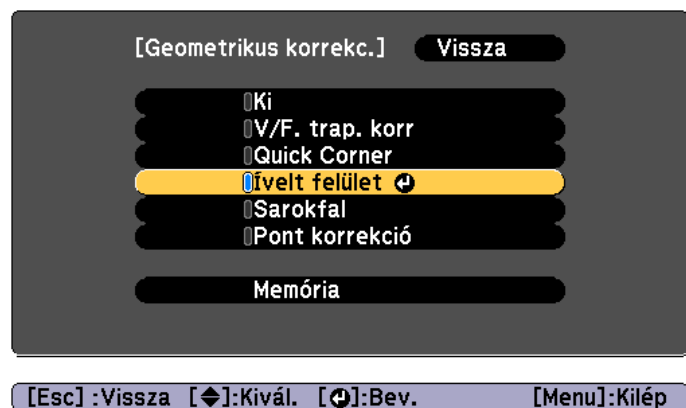 [Geometrikus korrekc.] Vissza
Ki
V/F. trap. korr
Quick Corner
Ívelt felület
Sarokfal
Pont korrekció
Memória
[Esc] :Vissza [◆]:Kivál. [⏎]:Bev. [Menu]:Kilép